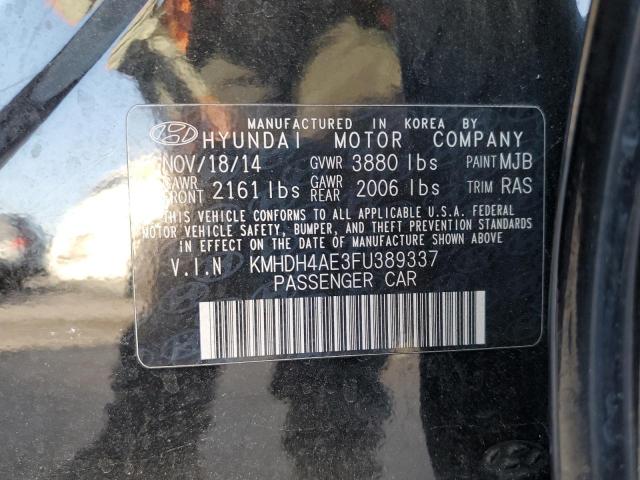 MANUFACTURED IN KOREA BY
HYUNDAI MOTOR COMPANY
NOV/18/14 GVWR 3880 lbs PAINT MJB
GAWR FRONT 2161 lbs GAWR REAR 2006 lbs TRIM RAS
THIS VEHICLE CONFORMS TO ALL APPLICABLE U.S.A. FEDERAL
MOTOR VEHICLE SAFETY, BUMPER, AND THEFT PREVENTION STANDARDS
IN EFFECT ON THE DATE OF MANUFACTURE SHOWN ABOVE
V.I.N KMHDH4AE3FU389337
PASSENGER CAR